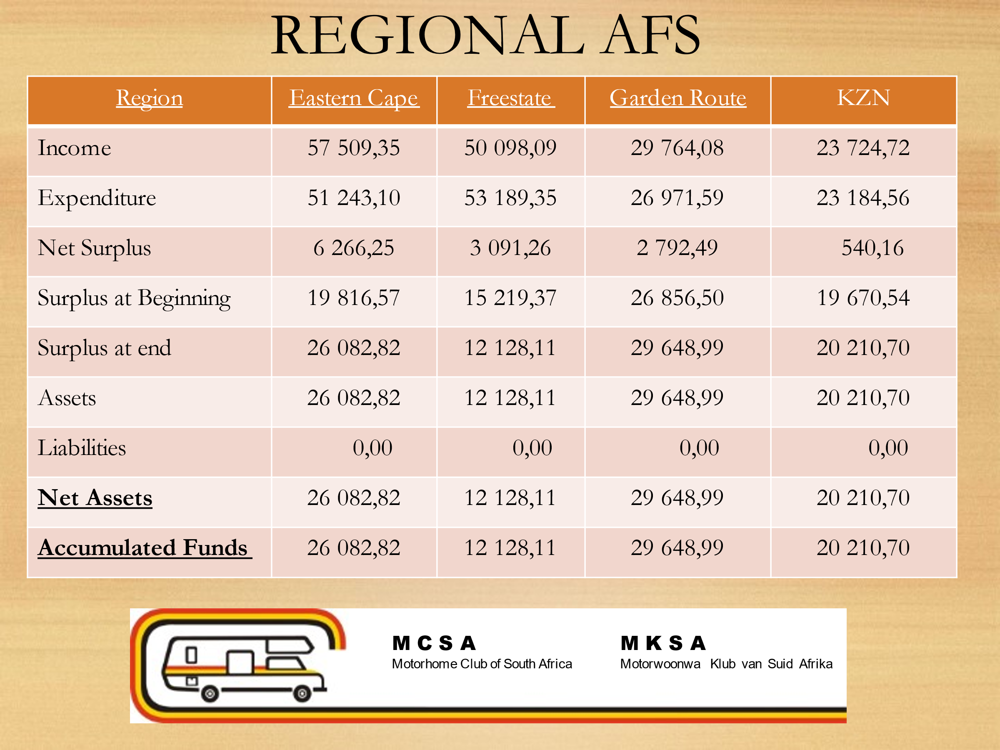 REGIONAL AFS
Region Eastern Cape Freestate Garden Route KZN
Income 57 509,35 50 098,09 29 764,08 23 724,72
Expenditure 51 243,10 53 189,35 26 971,59 23 184,56
Net Surplus 6 266,25 3 091,26 2 792,49 540,16
Surplus at Beginning 19 816,57 15 219,37 26 856,50 19 670,54
Surplus at end 26 082,82 12 128,11 29 648,99 20 210,70
Assets 26 082,82 12 128,11 29 648,99 20 210,70
Liabilities 0,00 0,00 0,00 0,00
Net Assets 26 082,82 12 128,11 29 648,99 20 210,70
Accumulated Funds 26 082,82 12 128,11 29 648,99 20 210,70
M C S A M K S A
Motorhome Club of South Africa Motorwoonwa Klub van Suid Afrika